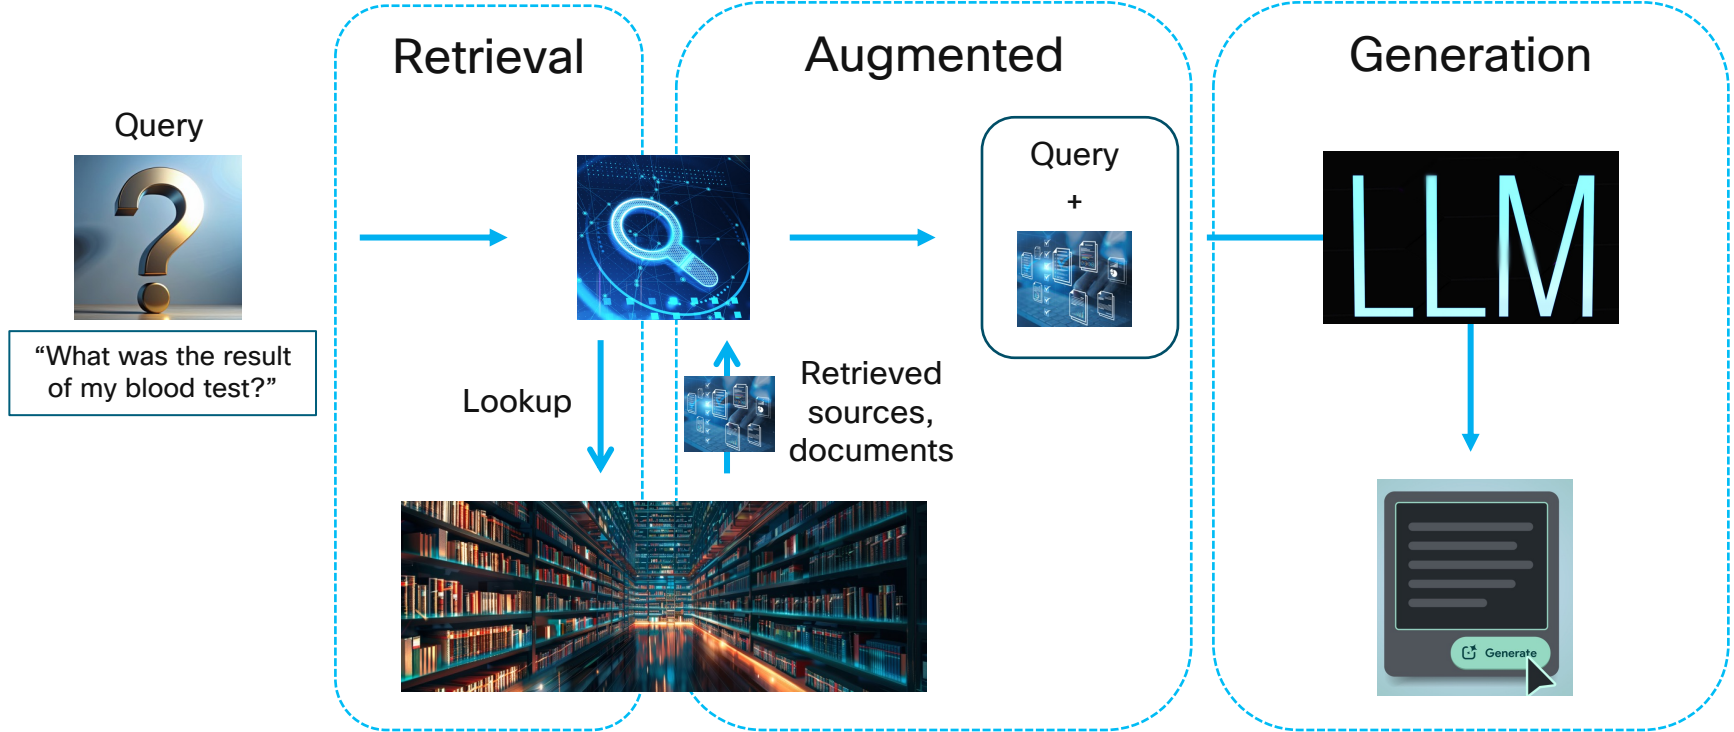 Retrieval
Augmented
Generation
Query
“What was the result
of my blood test?”
Lookup
Retrieved
sources,
documents
Query
+
LLM
Generate